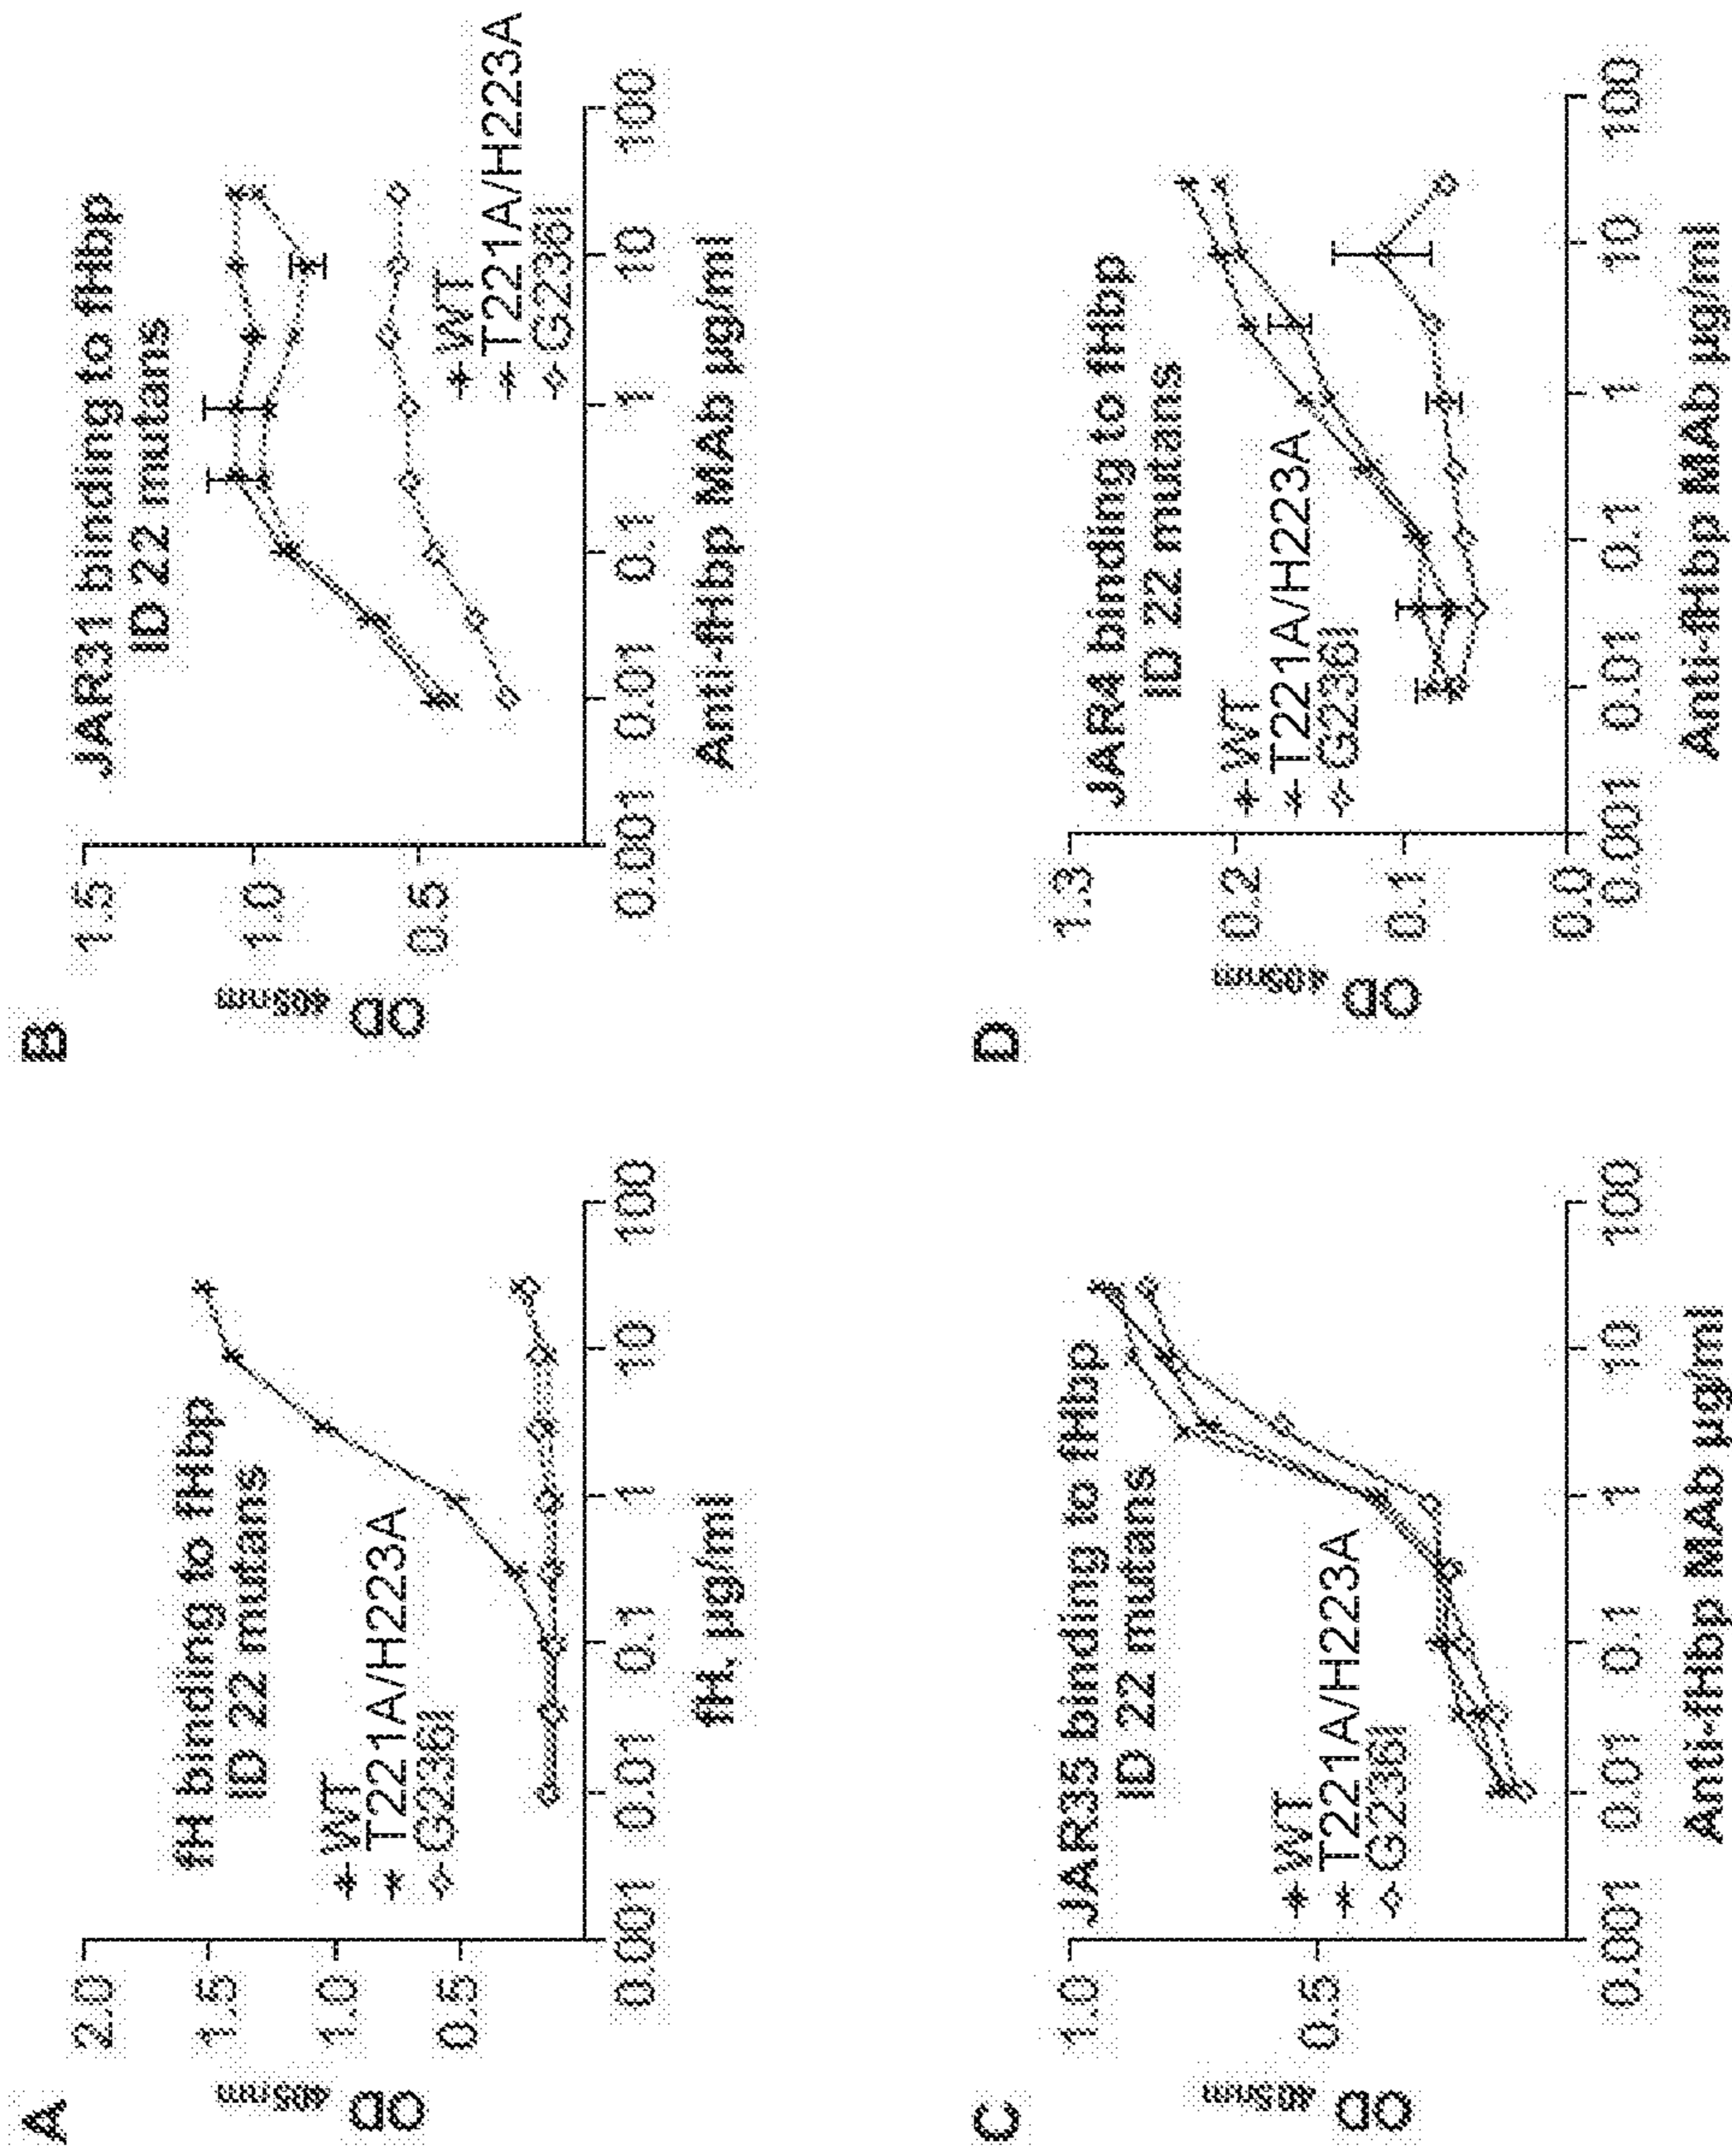 A
fH binding to fHbp
ID 22 mutans
WT
T221A/H223A
G236I
2.0
1.5
1.0
0.5
OD
405nm
0.001 0.01 0.1 1 10 100
fH. µg/ml
B
JAR31 binding to fHbp
ID 22 mutans
1.5
1.0
0.5
OD
405nm
WT
T221A/H223A
G236I
0.001 0.01 0.1 1 10 100
Anti-fHbp MAb µg/ml
C
JAR35 binding to fHbp
ID 22 mutans
WT
T221A/H223A
G236I
1.0
0.5
OD
405nm
0.001 0.01 0.1 1 10 100
Anti-fHbp MAb µg/ml
D
JAR4 binding to fHbp
ID 22 mutans
WT
T221A/H223A
G236I
1.3
0.2
0.1
0.0
OD
405nm
0.001 0.01 0.1 1 10 100
Anti-fHbp MAb µg/ml